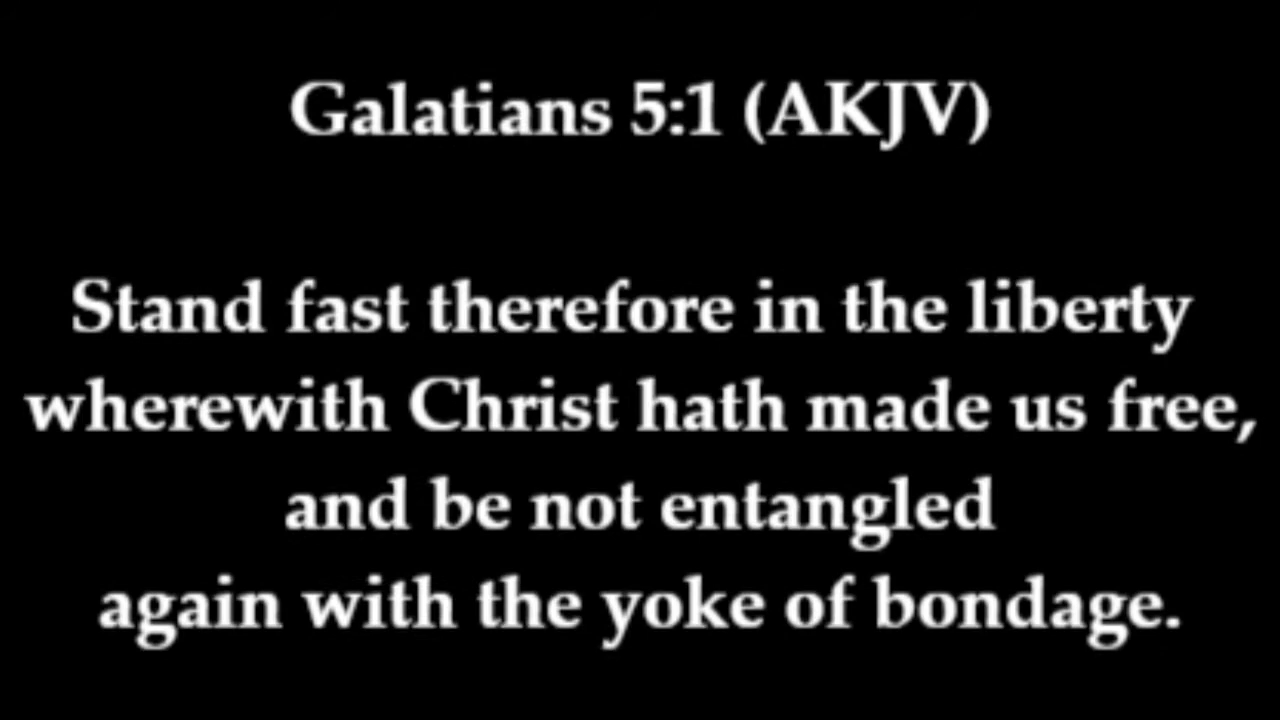 Galatians 5:1 (AKJV)
Stand fast therefore in the liberty
wherewith Christ hath made us free,
and be not entangled
again with the yoke of bondage.